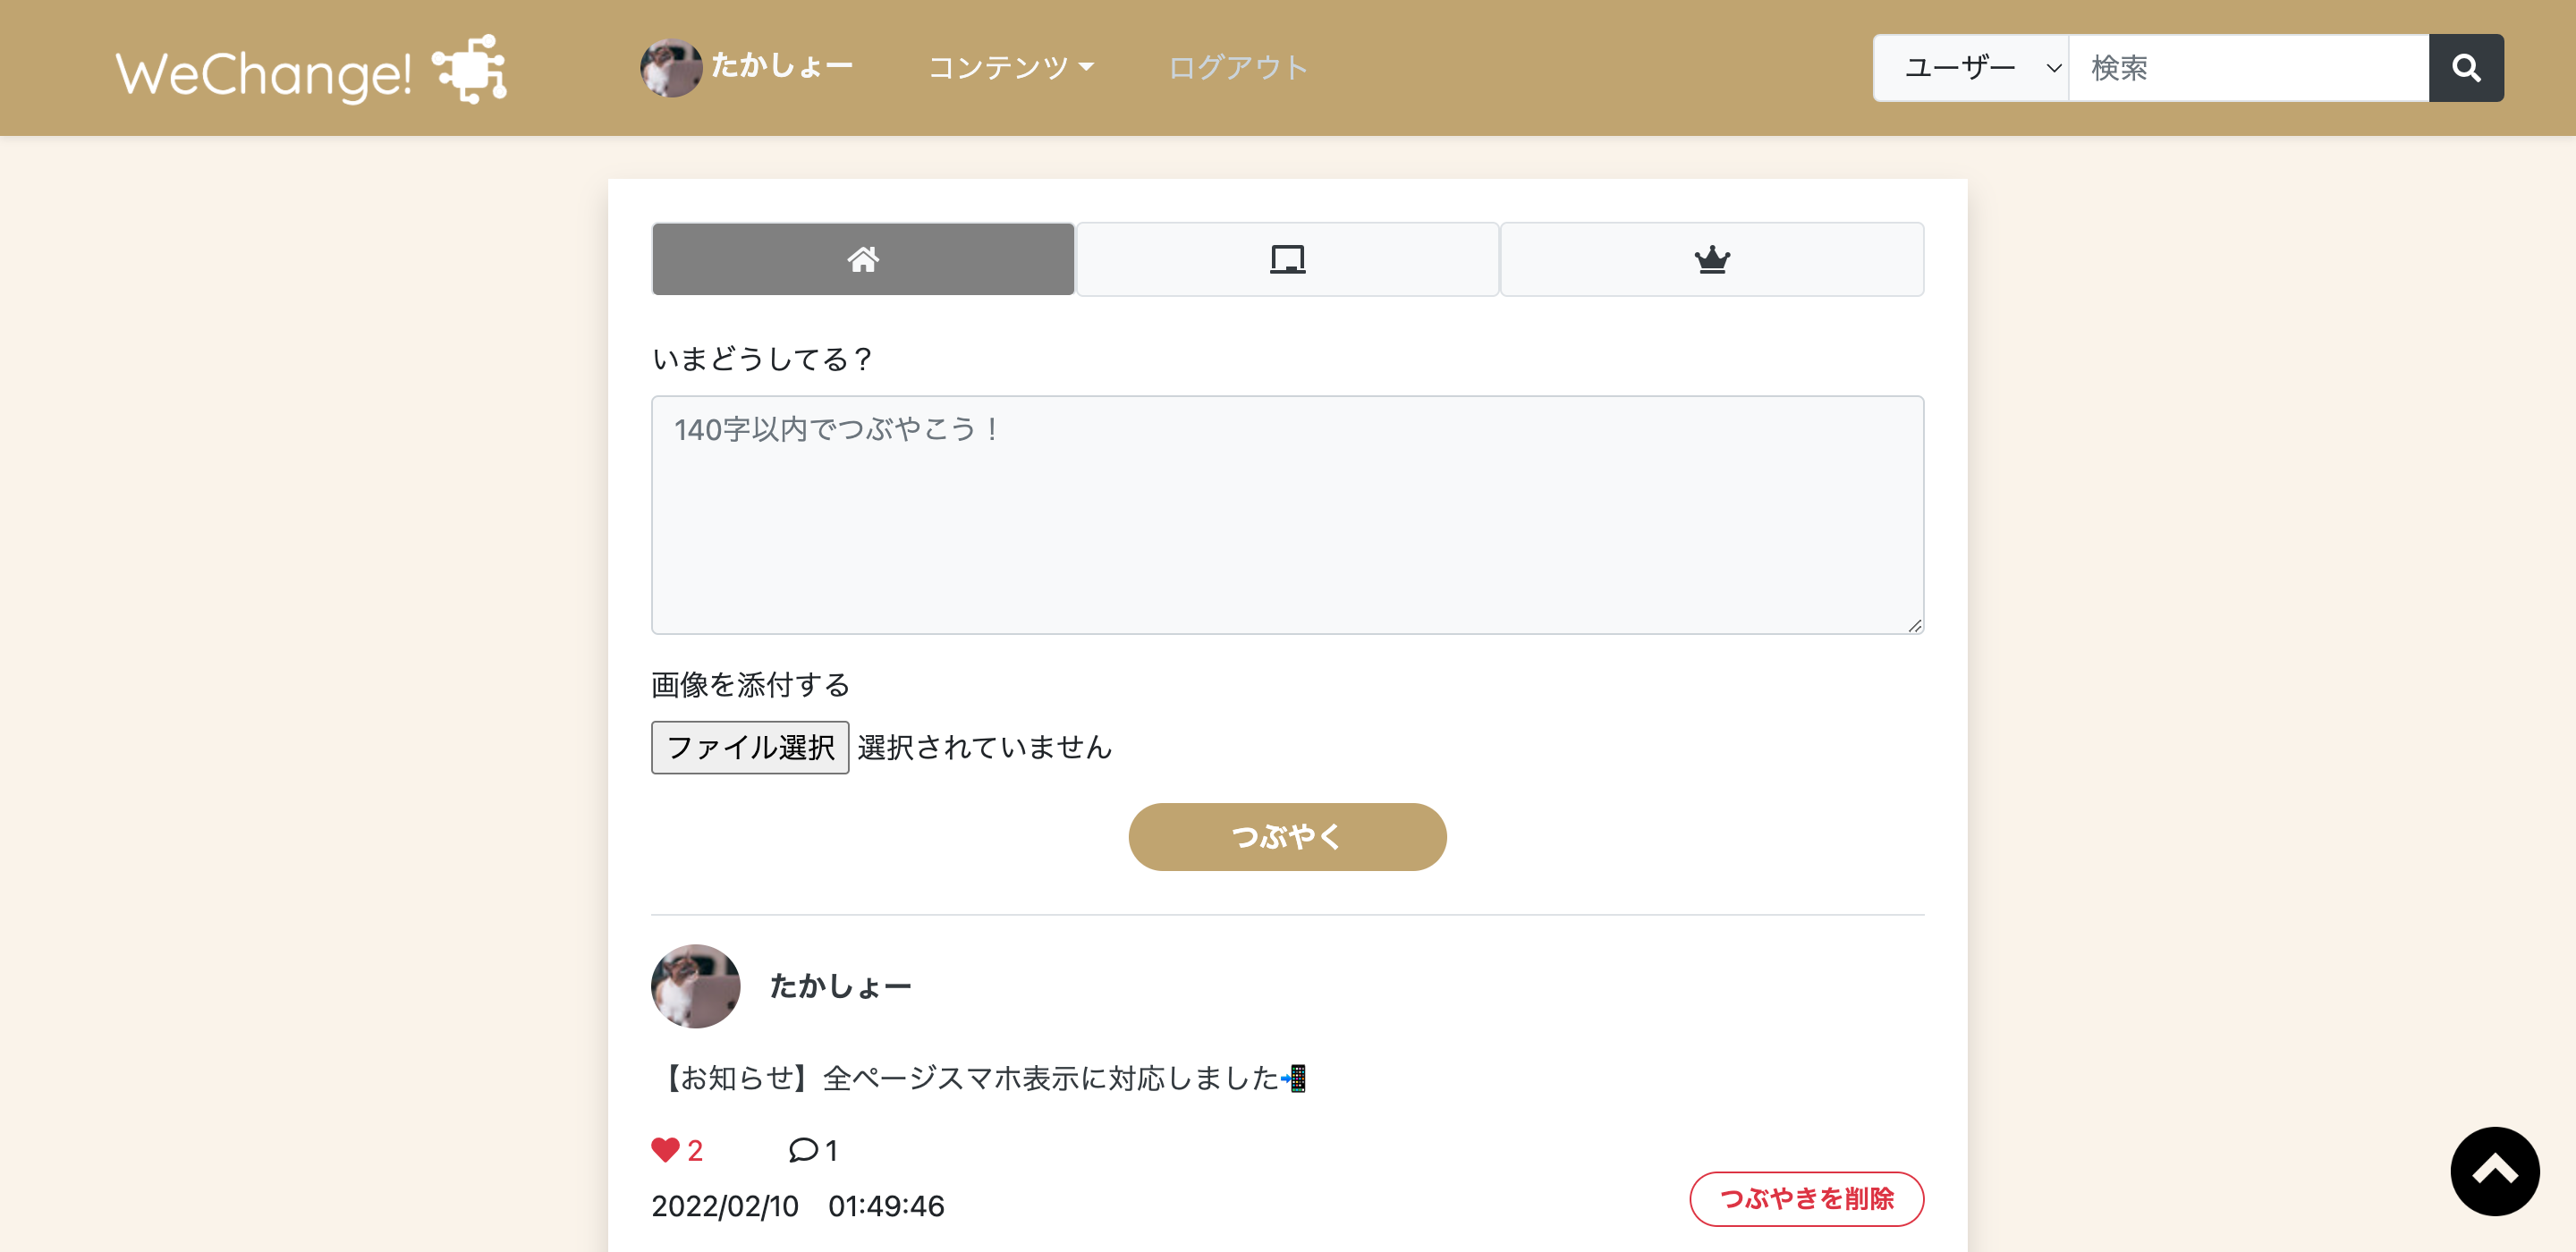 WeChange!
たかしょー
コンテンツ
ログアウト
ユーザー
検索
いまどうしてる？
140字以内でつぶやこう！
画像を添付する
ファイル選択 選択されていません
つぶやく
たかしょー
【お知らせ】全ページスマホ表示に対応しました📲
2
1
2022/02/10 01:49:46
つぶやきを削除